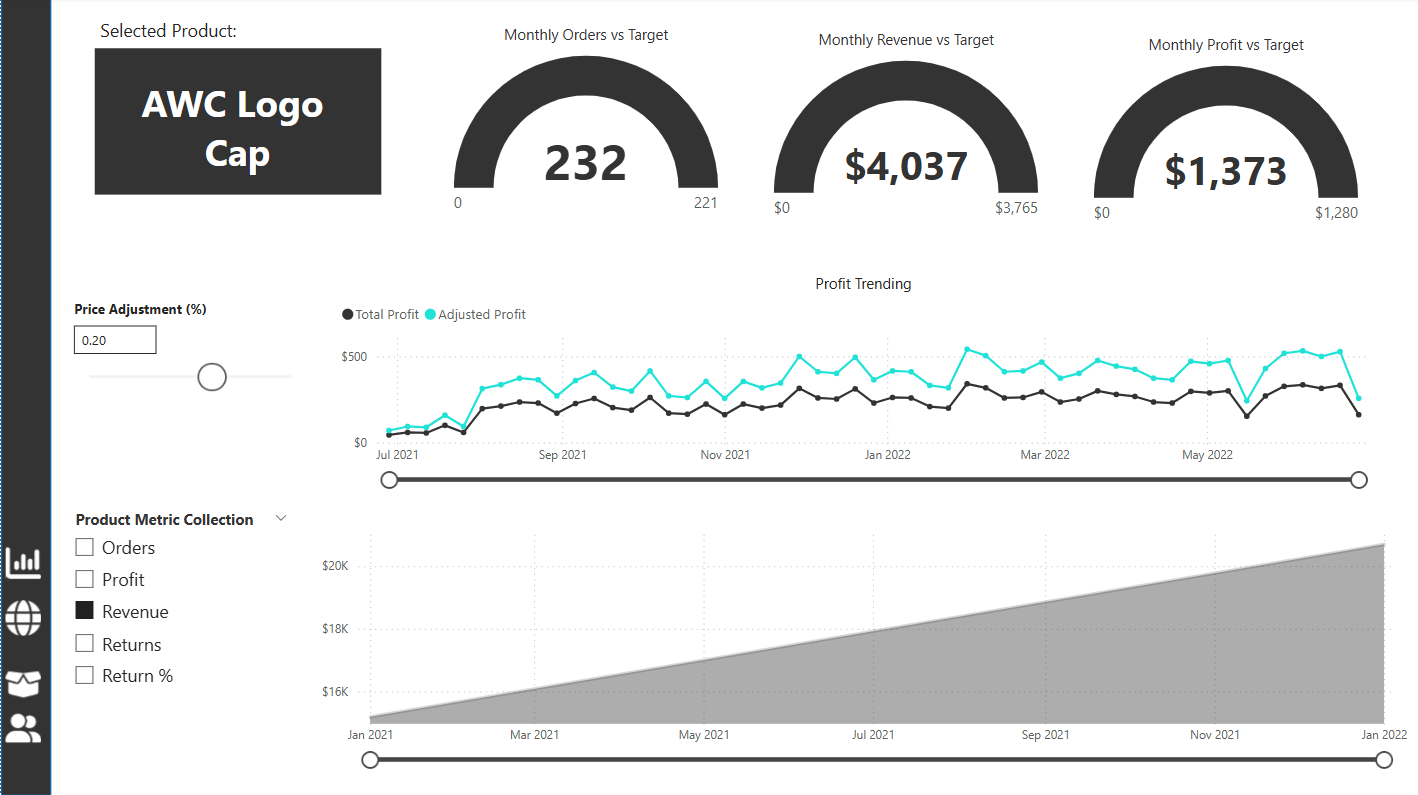 Selected Product:
AWC Logo
Cap
Monthly Orders vs Target
232
0
221
Monthly Revenue vs Target
$4,037
$0
$3,765
Monthly Profit vs Target
$1,373
$0
$1,280
Price Adjustment (%)
0.20
Profit Trending
Total Profit
Adjusted Profit
$500
$0
Jul 2021
Sep 2021
Nov 2021
Jan 2022
Mar 2022
May 2022
Product Metric Collection
Orders
Profit
Revenue
Returns
Return %
$20K
$18K
$16K
Jan 2021
Mar 2021
May 2021
Jul 2021
Sep 2021
Nov 2021
Jan 2022